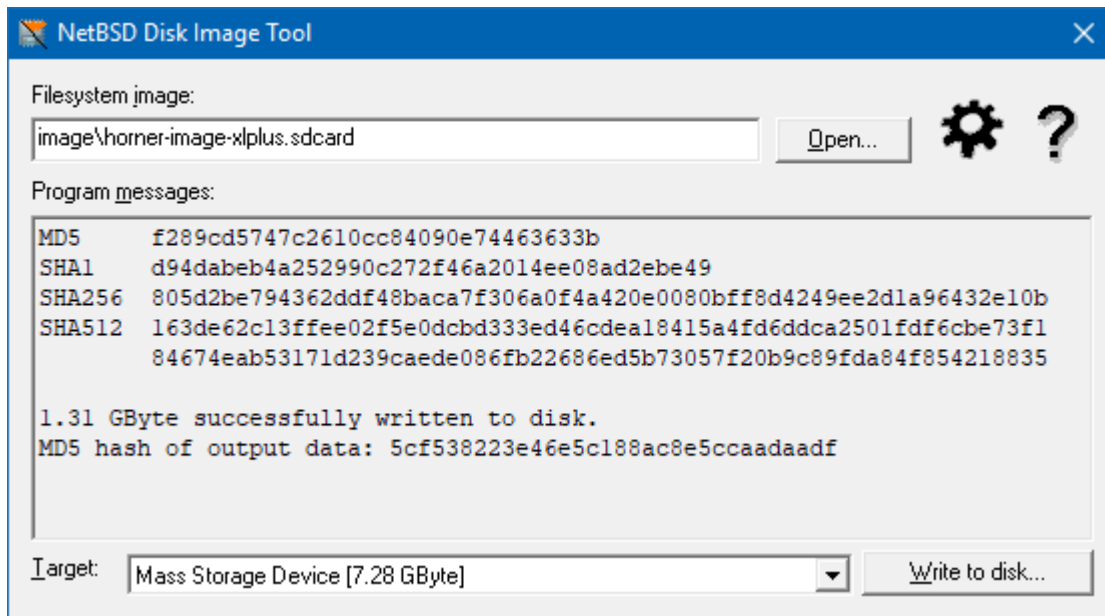 NetBSD Disk Image Tool
Filesystem image:
image\horner-image-xlplus.sdcard
Open...
Program messages:
MD5 f289cd5747c2610cc84090e74463633b
SHA1 d94dabeb4a252990c272f46a2014ee08ad2ebe49
SHA256 805d2be794362ddf48baca7f306a0f4a420e0080bff8d4249ee2d1a96432e10b
SHA512 163de62c13ffee02f5e0dcbd333ed46cdea18415a4fd6ddca2501fdf6cbe73f1
84674eab53171d239caede086fb22686ed5b73057f20b9c89fda84f854218835
1.31 GByte successfully written to disk.
MD5 hash of output data: 5cf538223e46e5c188ac8e5ccaadaadf
Target:
Mass Storage Device [7.28 GByte]
Write to disk...